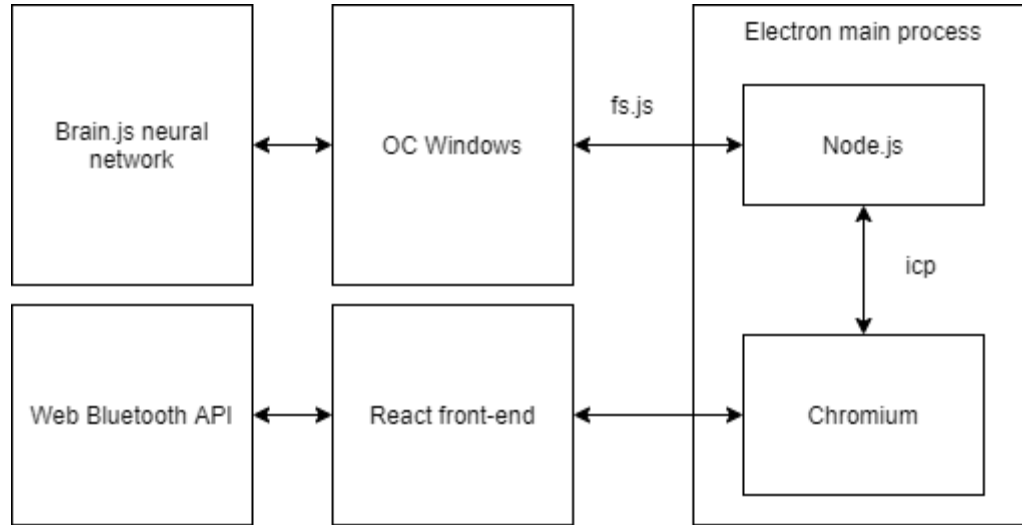 Electron main process
Brain.js neural
network
OC Windows
fs.js
Node.js
icp
Web Bluetooth API
React front-end
Chromium